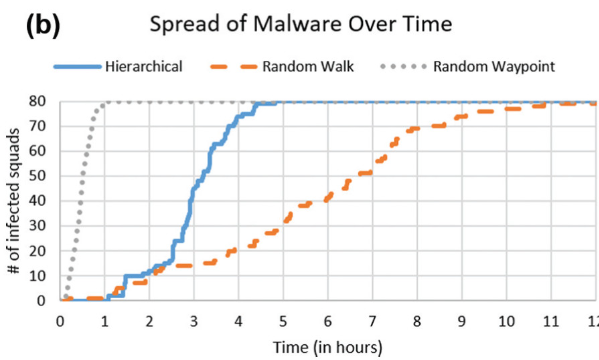 (b) Spread of Malware Over Time
Hierarchical Random Walk Random Waypoint
# of infected squads
80
70
60
50
40
30
20
10
0
0 1 2 3 4 5 6 7 8 9 10 11 12
Time (in hours)